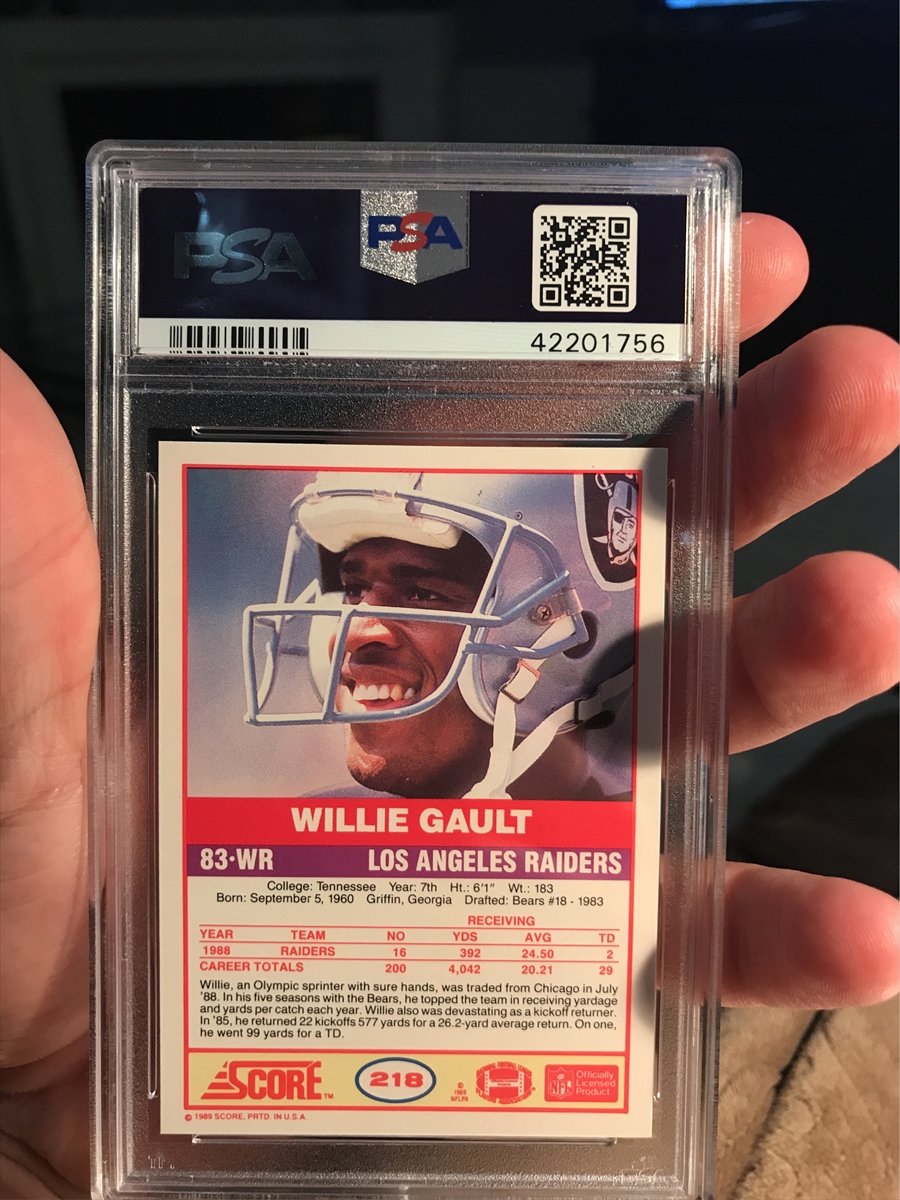 PSA PSA
42201756
WILLIE GAULT
83·WR LOS ANGELES RAIDERS
College: Tennessee Year: 7th Ht.: 6'1" Wt.: 183
Born: September 5, 1960 Griffin, Georgia Drafted: Bears #18 - 1983
RECEIVING
YEAR TEAM NO YDS AVG TD
1988 RAIDERS 16 392 24.50 2
CAREER TOTALS 200 4,042 20.21 29
Willie, an Olympic sprinter with sure hands, was traded from Chicago in July
'88. In his five seasons with the Bears, he topped the team in receiving yardage
and yards per catch each year. Willie also was devastating as a kickoff returner.
In '85, he returned 22 kickoffs 577 yards for a 26.2-yard average return. On one,
he went 99 yards for a TD.
SCORE™ 218
©
1989
NFLPA
NFL
Officially
Licensed
Product
© 1989 SCORE, PRTD. IN U.S.A.